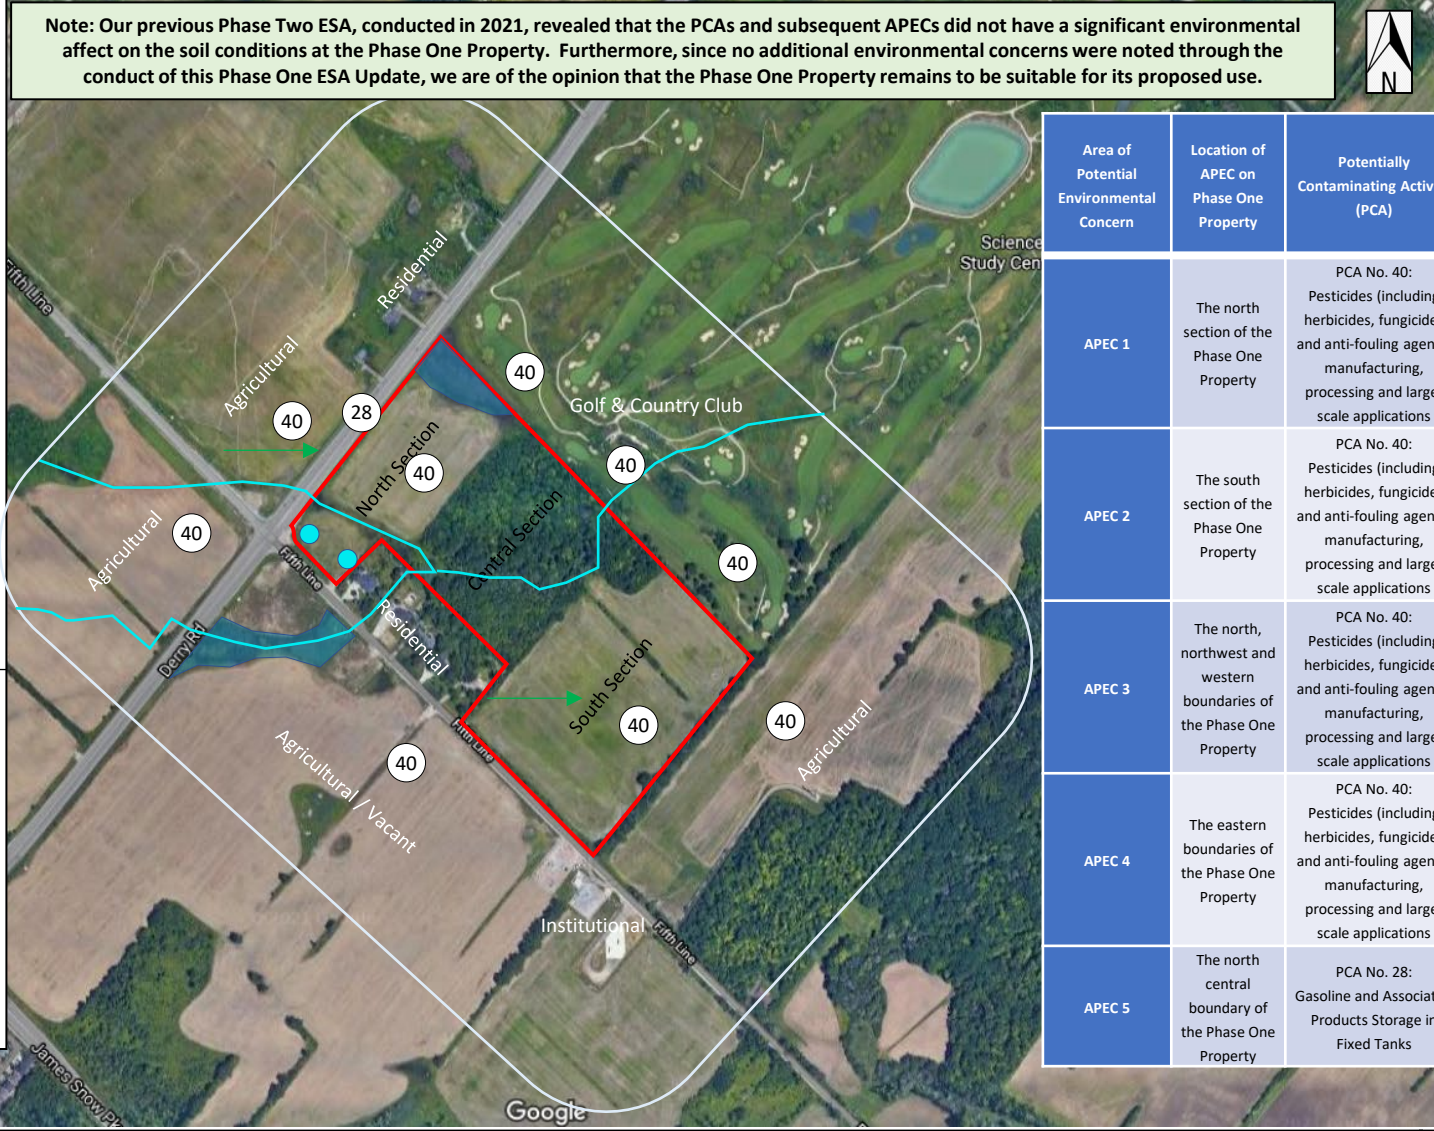 Note: Our previous Phase Two ESA, conducted in 2021, revealed that the PCAs and subsequent APECs did not have a significant environmental
affect on the soil conditions at the Phase One Property. Furthermore, since no additional environmental concerns were noted through the
conduct of this Phase One ESA Update, we are of the opinion that the Phase One Property remains to be suitable for its proposed use.
N
Area of
Potential
Environmental
Concern
Location of
APEC on
Phase One
Property
Potentially
Contaminating Activ
(PCA)
APEC 1
The north
section of the
Phase One
Property
PCA No. 40:
Pesticides (including
herbicides, fungicide
and anti-fouling agen
manufacturing,
processing and large
scale applications
APEC 2
The south
section of the
Phase One
Property
PCA No. 40:
Pesticides (including
herbicides, fungicide
and anti-fouling agen
manufacturing,
processing and large
scale applications
APEC 3
The north,
northwest and
western
boundaries of
the Phase One
Property
PCA No. 40:
Pesticides (including
herbicides, fungicide
and anti-fouling agen
manufacturing,
processing and large
scale applications
APEC 4
The eastern
boundaries of
the Phase One
Property
PCA No. 40:
Pesticides (including
herbicides, fungicide
and anti-fouling agen
manufacturing,
processing and large
scale applications
APEC 5
The north
central
boundary of
the Phase One
Property
PCA No. 28:
Gasoline and Associat
Products Storage in
Fixed Tanks
Science
Study Cen
Fifth Line
Residential
Agricultural
40
28
40
Golf & Country Club
North Section
40
40
Agricultural
40
Central Section
40
Fifth Line
Residential
Derry Rd
South Section
40
Fifth Line
40
Agricultural
Agricultural / Vacant
40
Institutional
Fifth Line
James Snow Pk
Google